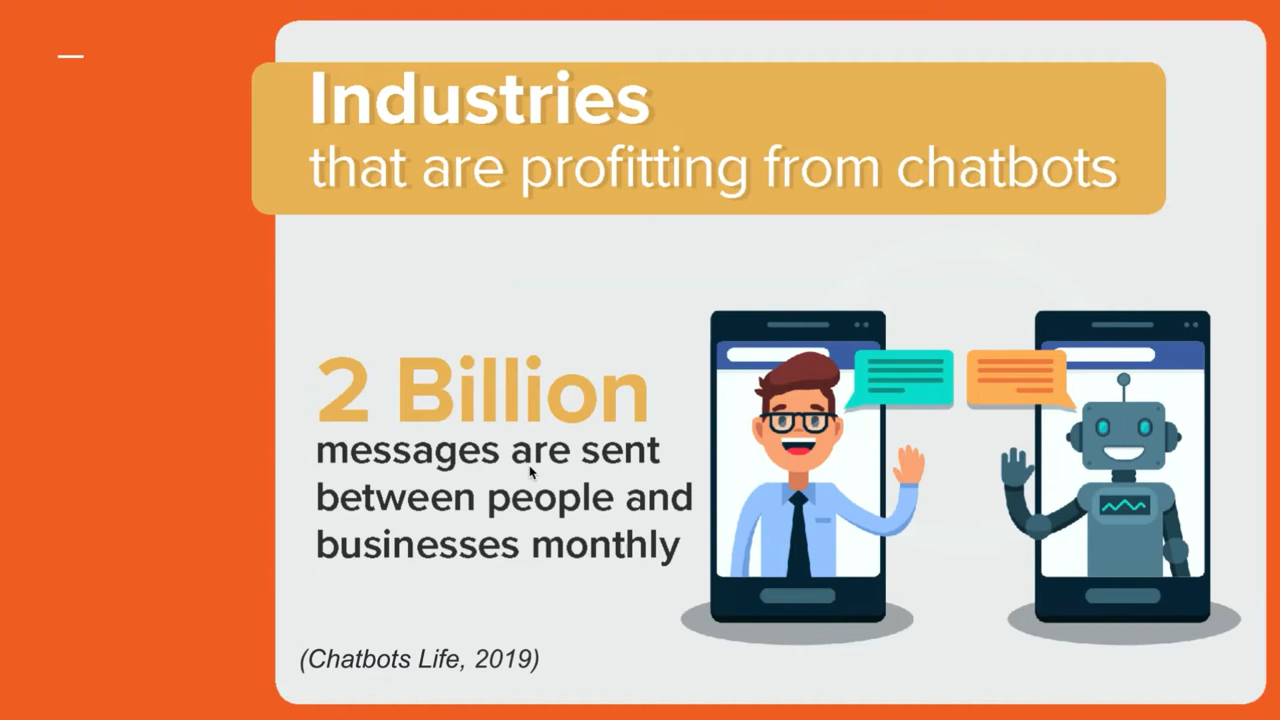 Industries
that are profitting from chatbots
2 Billion
messages are sent
between people and
businesses monthly
(Chatbots Life, 2019)